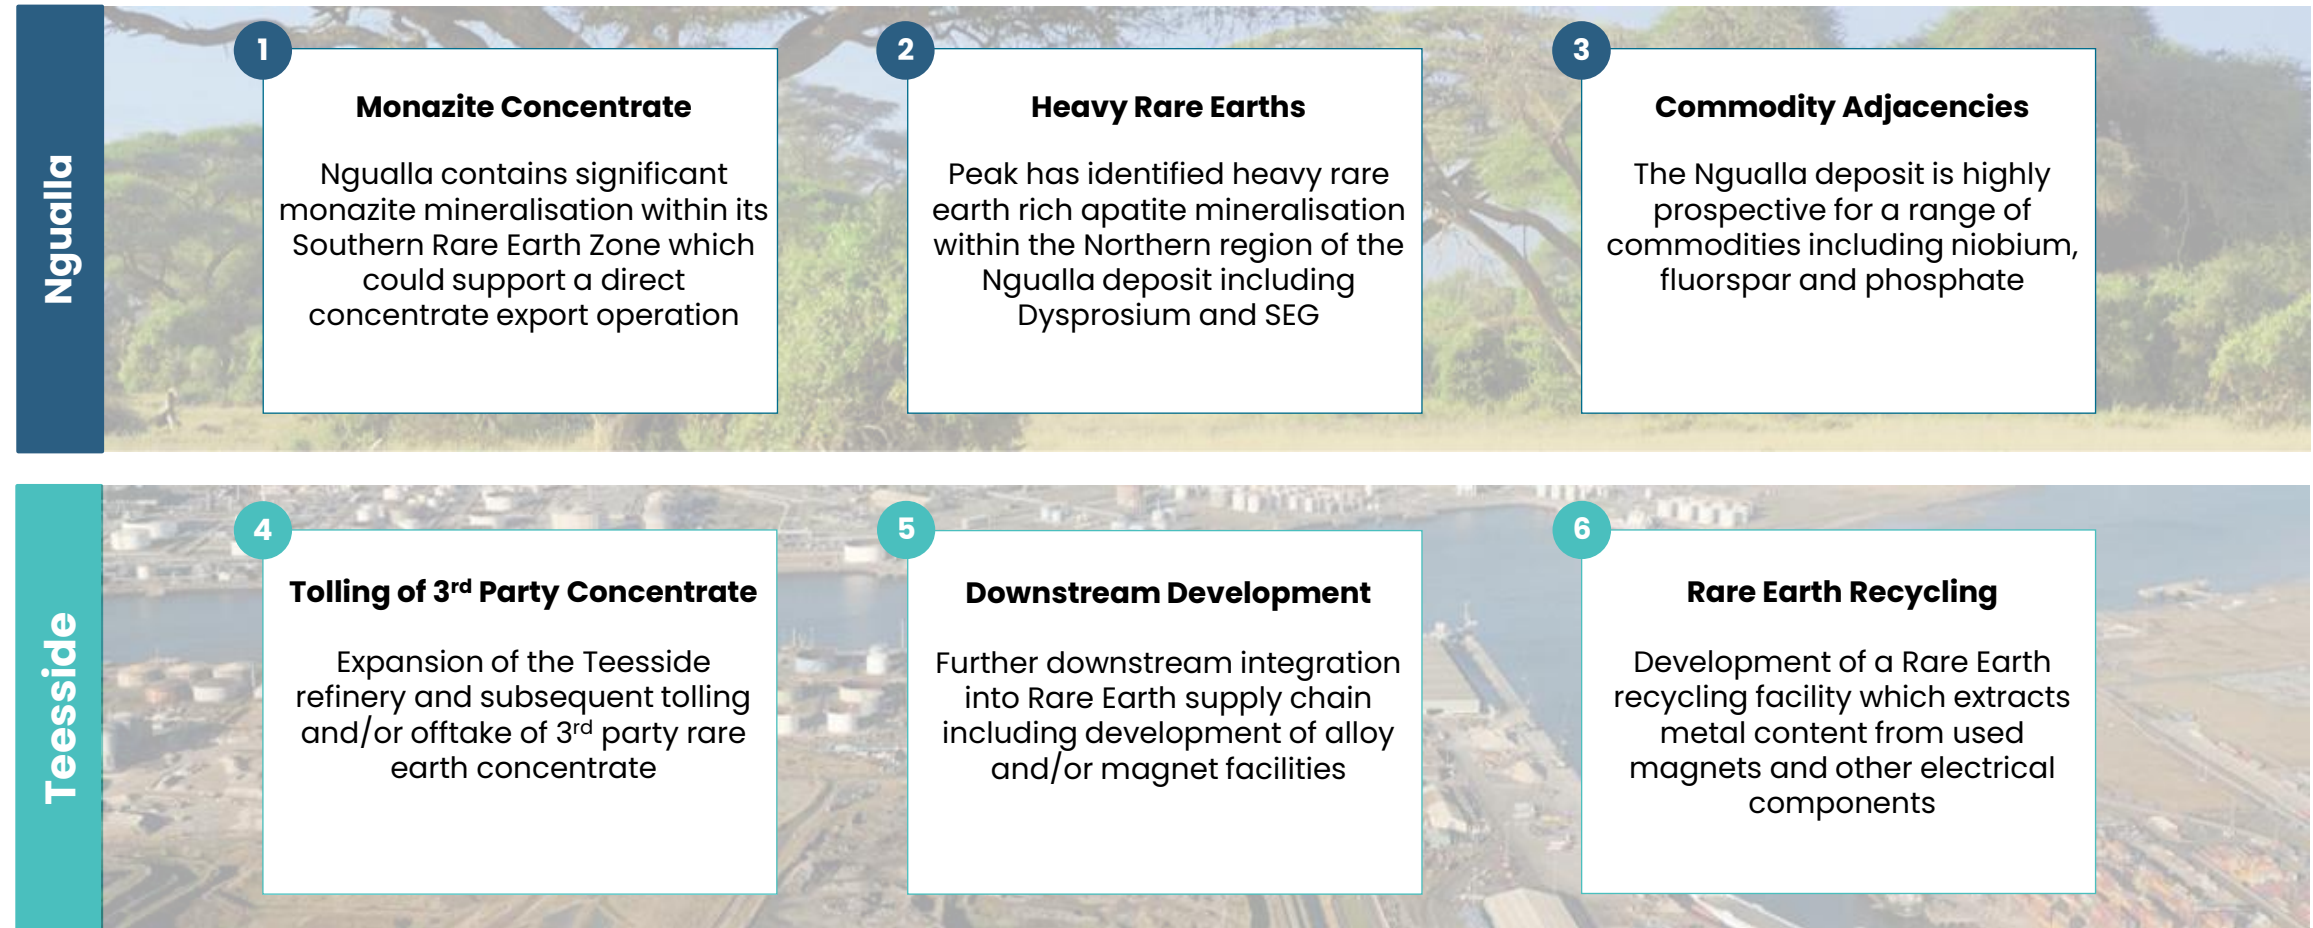 Ngualla
1
Monazite Concentrate
Ngualla contains significant
monazite mineralisation within its
Southern Rare Earth Zone which
could support a direct
concentrate export operation
2
Heavy Rare Earths
Peak has identified heavy rare
earth rich apatite mineralisation
within the Northern region of the
Ngualla deposit including
Dysprosium and SEG
3
Commodity Adjacencies
The Ngualla deposit is highly
prospective for a range of
commodities including niobium,
fluorspar and phosphate
Teesside
4
Tolling of 3rd Party Concentrate
Expansion of the Teesside
refinery and subsequent tolling
and/or offtake of 3rd party rare
earth concentrate
5
Downstream Development
Further downstream integration
into Rare Earth supply chain
including development of alloy
and/or magnet facilities
6
Rare Earth Recycling
Development of a Rare Earth
recycling facility which extracts
metal content from used
magnets and other electrical
components